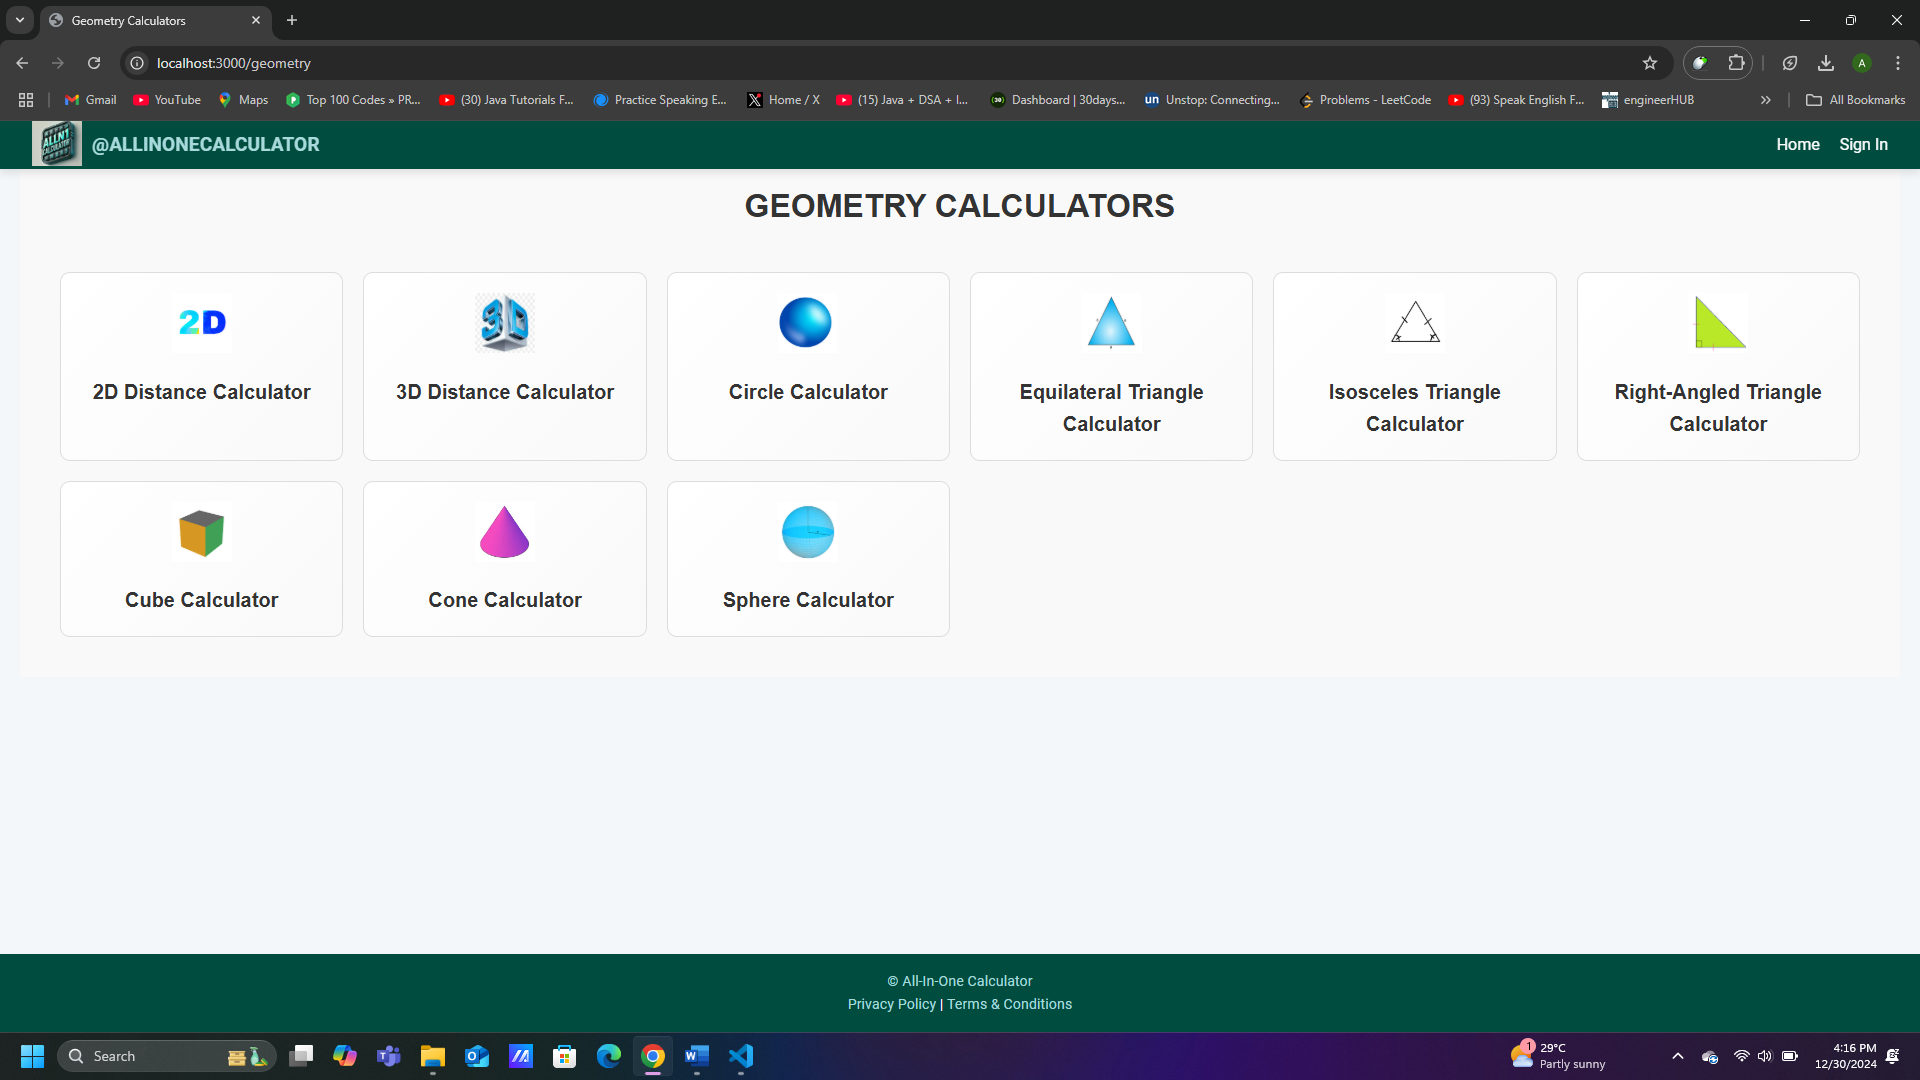 Geometry Calculators
localhost:3000/geometry
A
Gmail
YouTube
Maps
Top 100 Codes » PR...
(30) Java Tutorials F...
Practice Speaking E...
Home / X
(15) Java + DSA + I...
Dashboard | 30days...
un
Unstop: Connecting...
Problems - LeetCode
(93) Speak English F...
engineerHUB
All Bookmarks
ALLN1
CALCULATOR
@ALLINONECALCULATOR
Home
Sign In
GEOMETRY CALCULATORS
2D
3D
2D Distance Calculator
3D Distance Calculator
Circle Calculator
Equilateral Triangle
Calculator
Isosceles Triangle
Calculator
Right-Angled Triangle
Calculator
Cube Calculator
Cone Calculator
Sphere Calculator
© All-In-One Calculator
Privacy Policy | Terms & Conditions
Search
1
29°C
Partly sunny
4:16 PM
12/30/2024